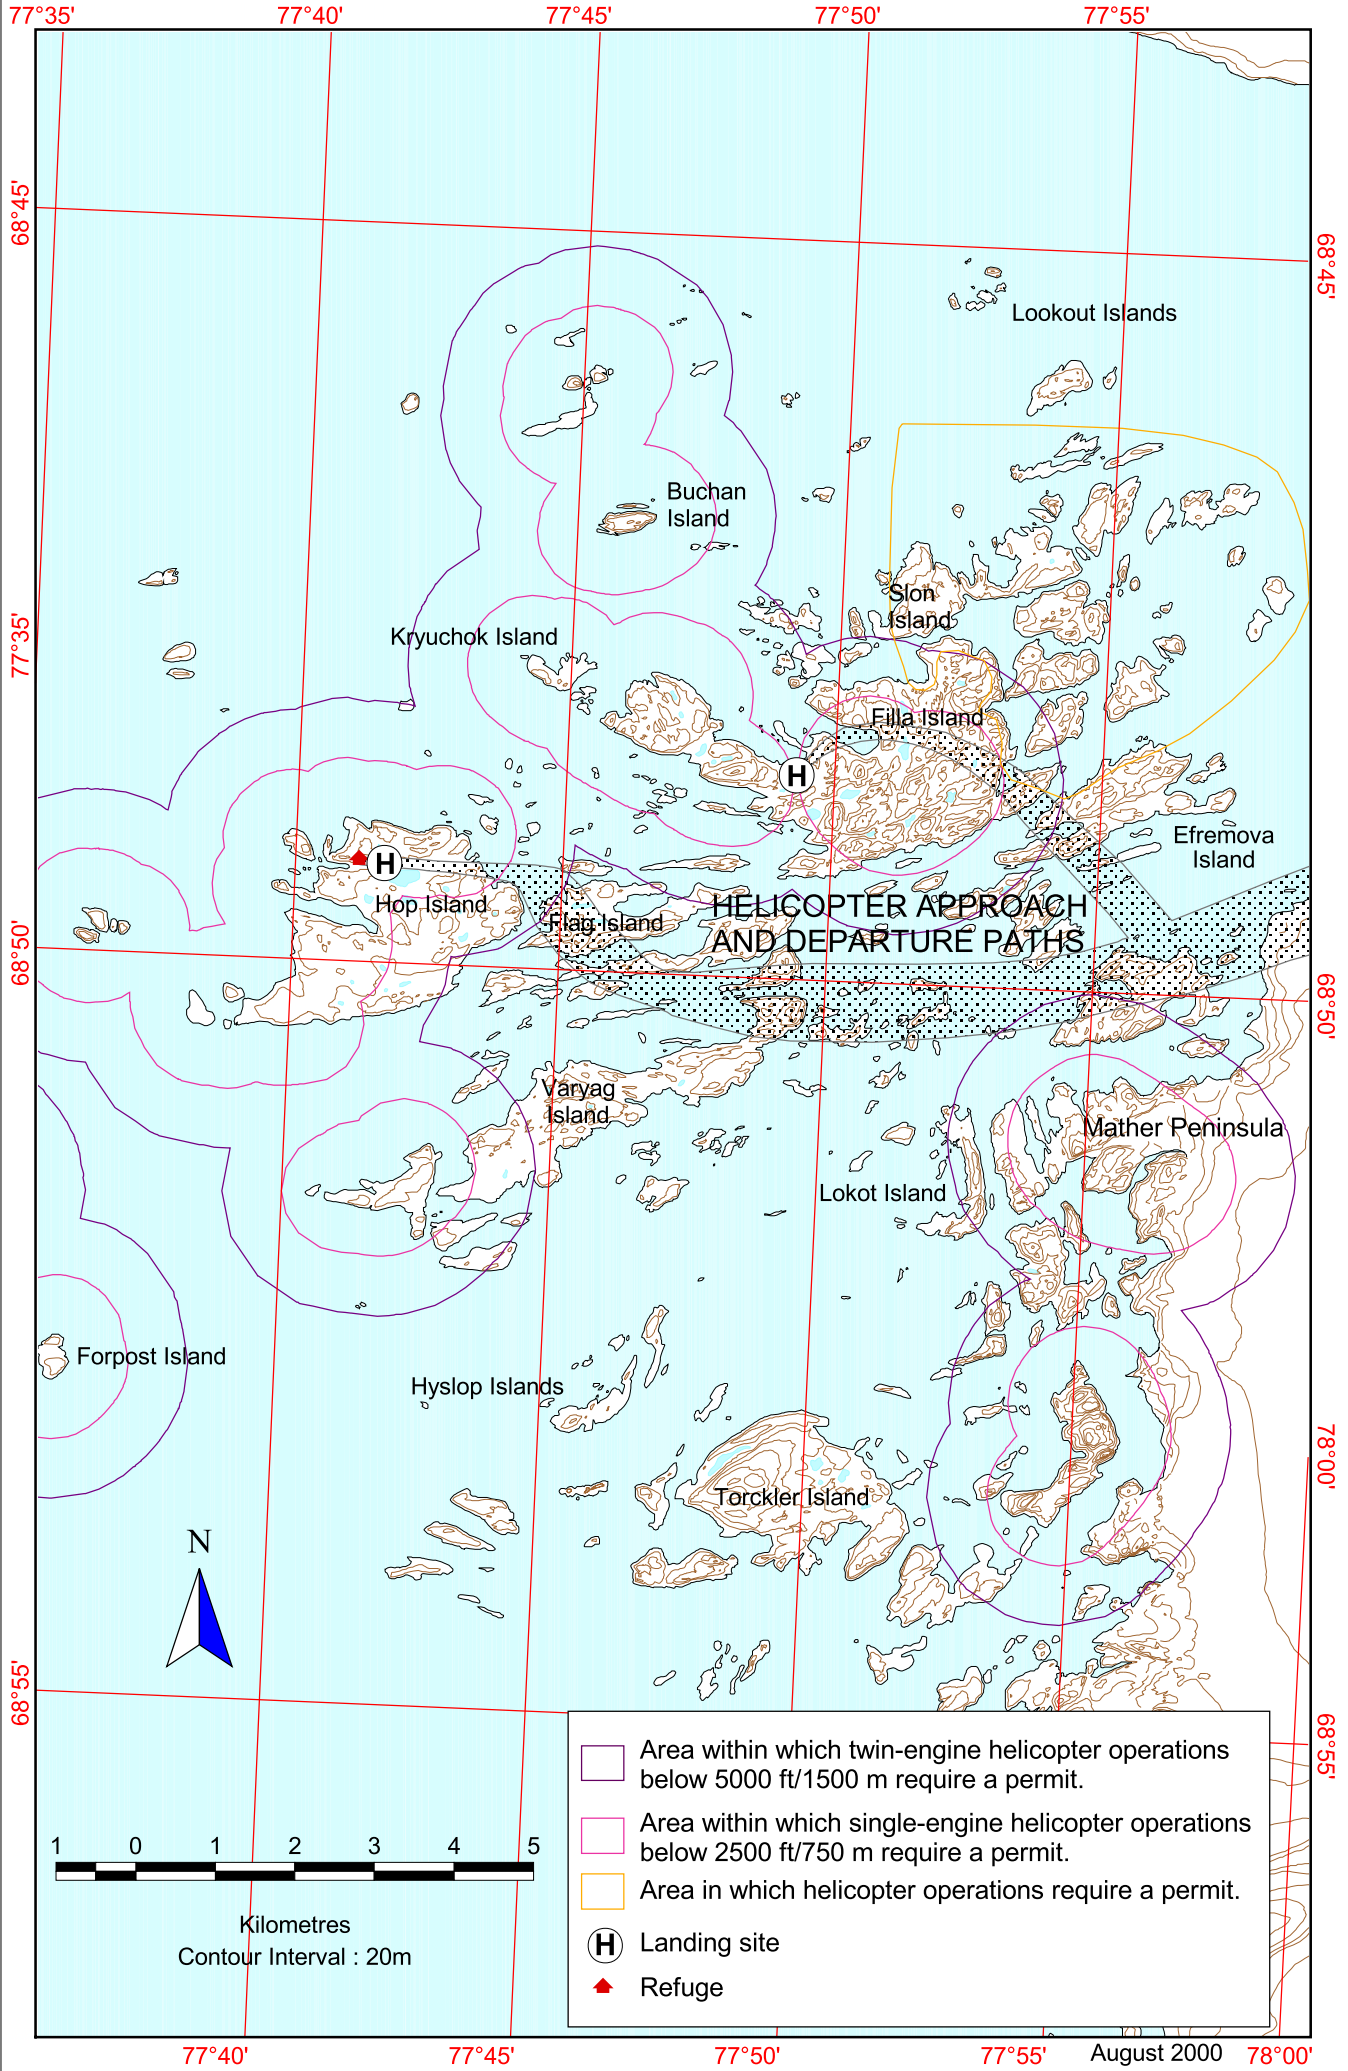 77°35'
77°40'
77°45'
77°50'
77°55'
68°45'
68°45'
Lookout Islands
Buchan
Island
77°35'
Slon
Island
Kryuchok Island
Filla Island
H
Efremova
Island
H
Hop Island
Flag Island
HELICOPTER APPROACH
AND DEPARTURE PATHS
68°50'
68°50'
Varyag
Island
Mather Peninsula
Lokot Island
Forpost Island
Hyslop Islands
78°00'
Torckler Island
N
68°55'
68°55'
Area within which twin-engine helicopter operations
below 5000 ft/1500 m require a permit.
Area within which single-engine helicopter operations
below 2500 ft/750 m require a permit.
Area in which helicopter operations require a permit.
H Landing site
Refuge
1 0 1 2 3 4 5
Kilometres
Contour Interval : 20m
77°40'
77°45'
77°50'
77°55'
August 2000
78°00'